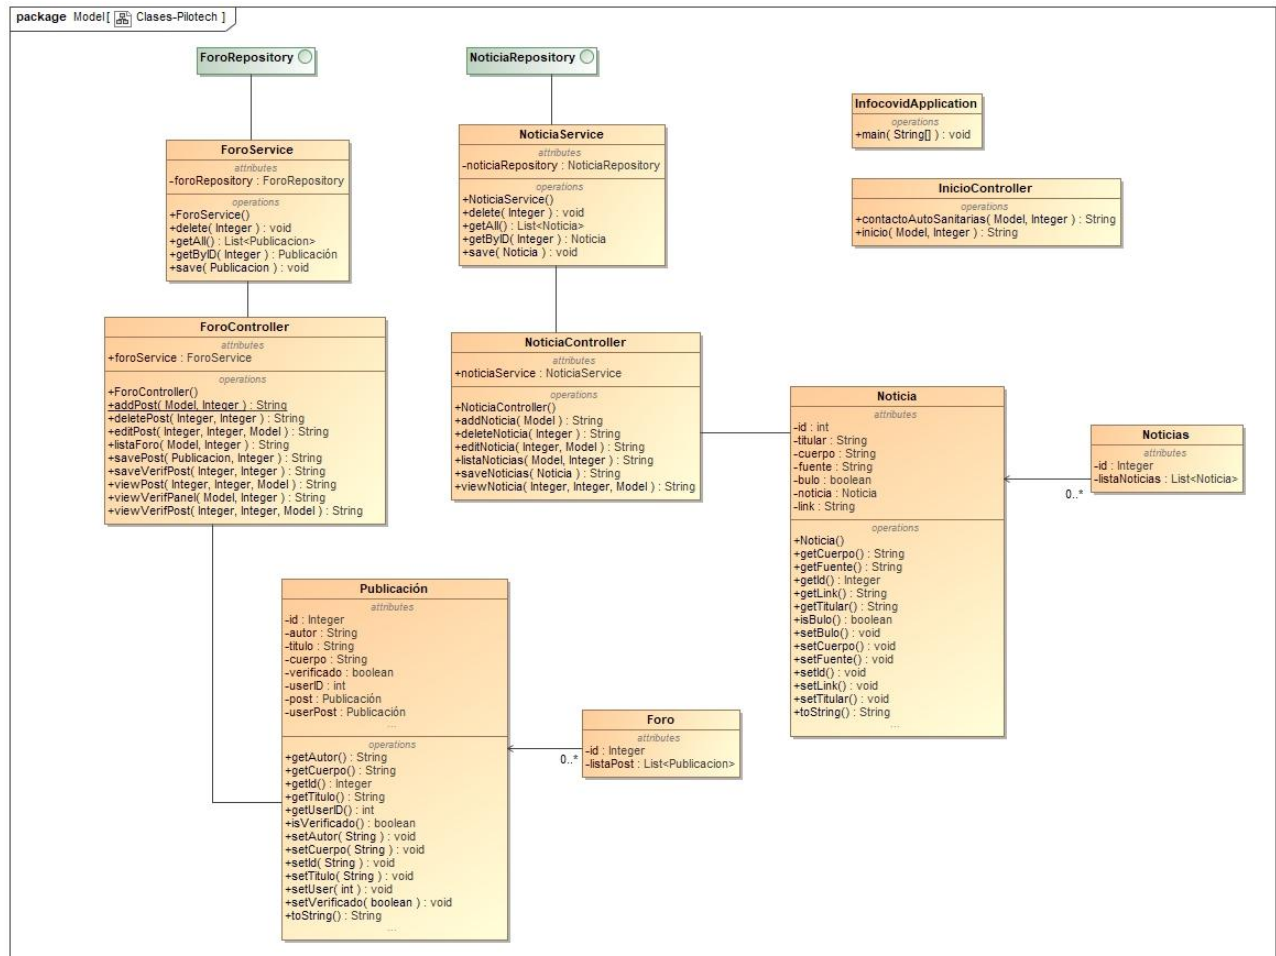 package Model[ Clases-Pilotech ]
ForoRepository
NoticiaRepository
InfocovidApplication
operations
+main( String[] ) : void
ForoService
attributes
-foroRepository : ForoRepository
operations
+ForoService()
+delete( Integer ) : void
+getAll() : List<Publicacion>
+getByID( Integer ) : Publicación
+save( Publicacion ) : void
NoticiaService
attributes
-noticiaRepository : NoticiaRepository
operations
+NoticiaService()
+delete( Integer ) : void
+getAll() : List<Noticia>
+getByID( Integer ) : Noticia
+save( Noticia ) : void
InicioController
operations
+contactoAutoSanitarias( Model, Integer ) : String
+inicio( Model, Integer ) : String
ForoController
attributes
+foroService : ForoService
operations
+ForoController()
+addPost( Model, Integer ) : String
+deletePost( Integer, Integer ) : String
+editPost( Integer, Integer, Model ) : String
+listaForo( Model, Integer ) : String
+savePost( Publicacion, Integer ) : String
+saveVerifPost( Integer, Integer ) : String
+viewPost( Integer, Integer, Model ) : String
+viewVerifPanel( Model, Integer ) : String
+viewVerifPost( Integer, Integer, Model ) : String
NoticiaController
attributes
+noticiaService : NoticiaService
operations
+NoticiaController()
+addNoticia( Model ) : String
+deleteNoticia( Integer ) : String
+editNoticia( Integer, Model ) : String
+listaNoticias( Model, Integer ) : String
+saveNoticias( Noticia ) : String
+viewNoticia( Integer, Integer, Model ) : String
Noticia
attributes
-id : int
-titular : String
-cuerpo : String
-fuente : String
-bulo : boolean
-noticia : Noticia
-link : String
operations
+Noticia()
+getCuerpo() : String
+getFuente() : String
+getId() : Integer
+getLink() : String
+getTitular() : String
+isBulo() : boolean
+setBulo() : void
+setCuerpo() : void
+setFuente() : void
+setId() : void
+setLink() : void
+setTitular() : void
+toString() : String
...
Noticias
attributes
-id : Integer
-listaNoticias : List<Noticia>
0..*
Publicación
attributes
-id : Integer
-autor : String
-titulo : String
-cuerpo : String
-verificado : boolean
-userID : int
-post : Publicación
-userPost : Publicación
...
operations
+getAutor() : String
+getCuerpo() : String
+getId() : Integer
+getTitulo() : String
+getUserID() : int
+isVerificado() : boolean
+setAutor( String ) : void
+setCuerpo( String ) : void
+setId( String ) : void
+setTitulo( String ) : void
+setUser( int ) : void
+setVerificado( boolean ) : void
+toString() : String
...
Foro
attributes
-id : Integer
-listaPost : List<Publicacion>
0..*